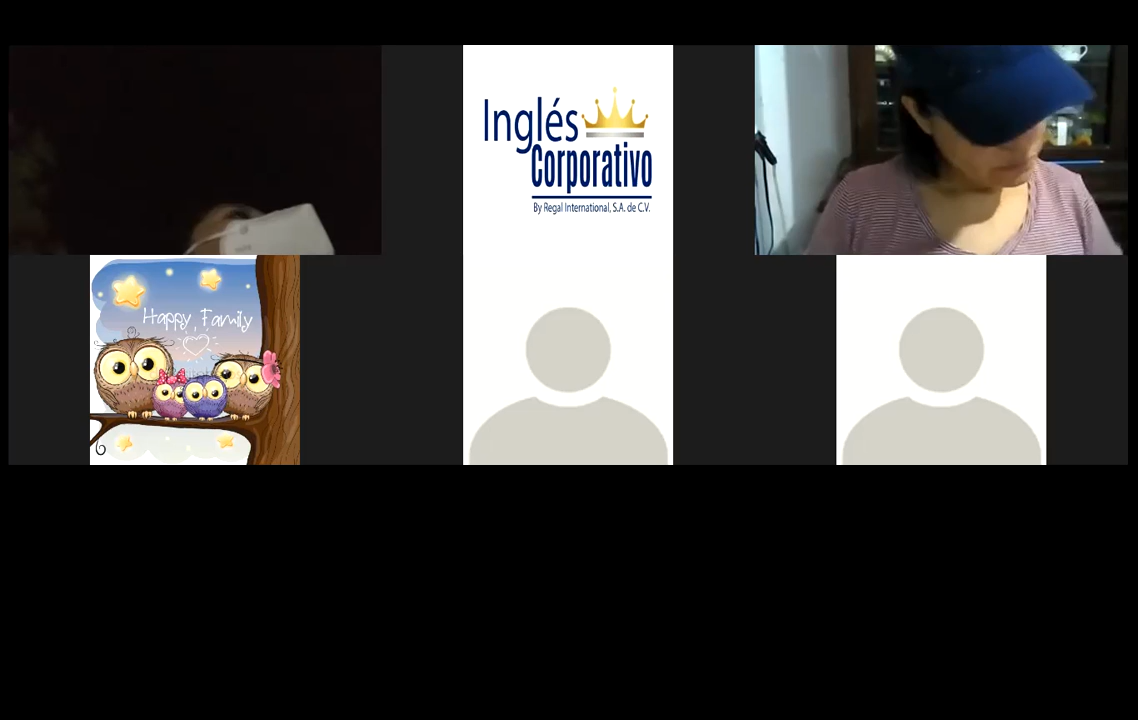 Inglés
Corporativo
By Regal International, S.A. de C.V.
Happy Family